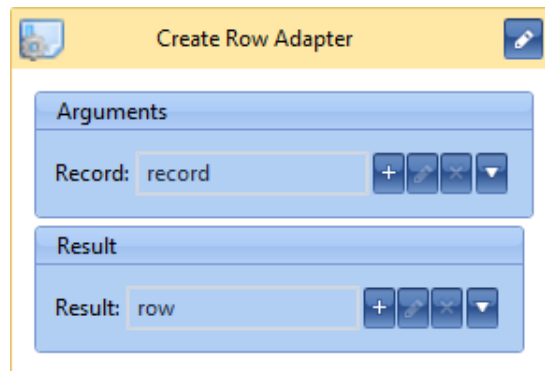 Create Row Adapter
Arguments
Record: record
Result
Result: row